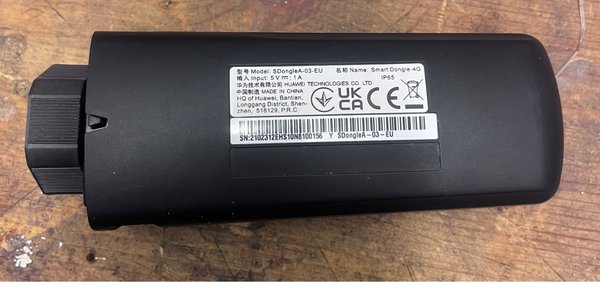 型号 Model: SDongleA-03-EU 名称 Name: Smart Dongle-4G
输入 Input: 5 V⎓; 1 A IP65
华为技术有限公司 HUAWEI TECHNOLOGIES CO., LTD.
中国制造 MADE IN CHINA
HQ of Huawei, Bantian,
Longgang District, Shen-
zhen, 518129, P.R.C
UK
CA
CE
SN:2102312EHS10N8100156 Y SDongleA-03-EU